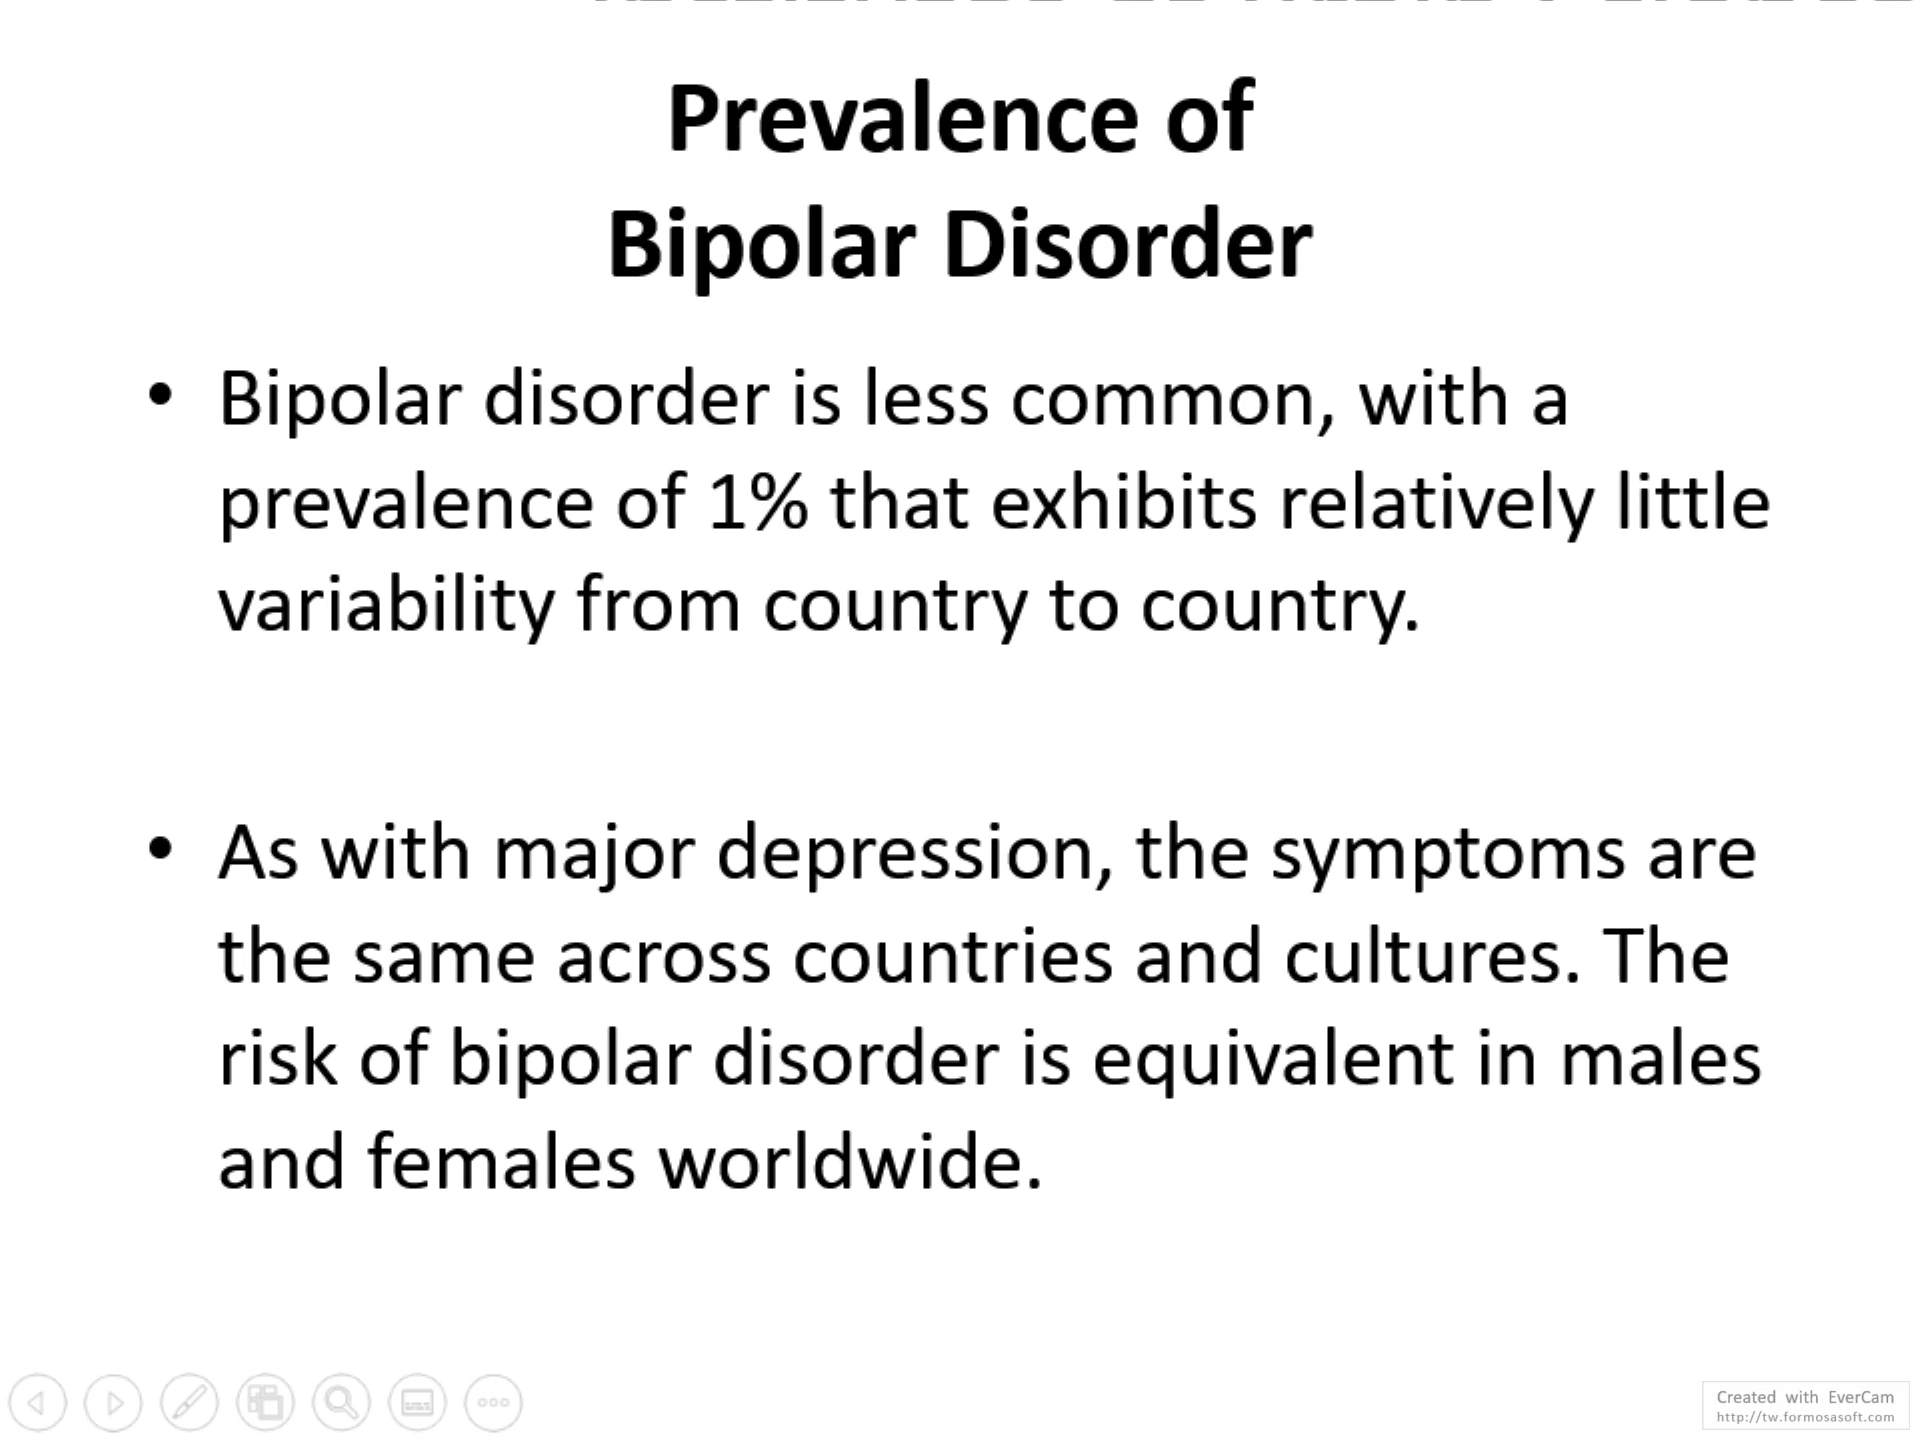 Prevalence of
Bipolar Disorder
• Bipolar disorder is less common, with a
prevalence of 1% that exhibits relatively little
variability from country to country.
• As with major depression, the symptoms are
the same across countries and cultures. The
risk of bipolar disorder is equivalent in males
and females worldwide.
Created with EverCam
http://tw.formosasoft.com